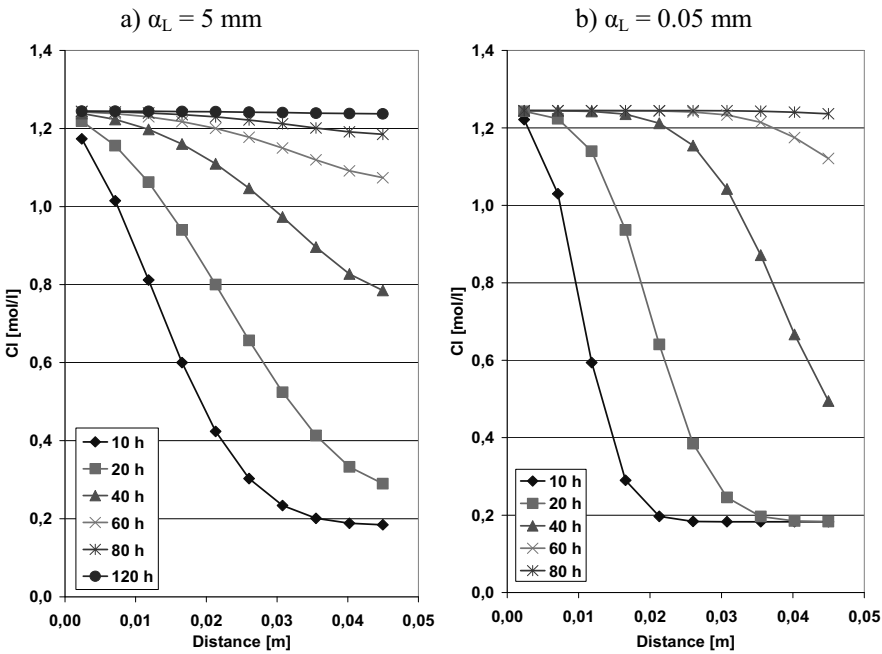 a) αL = 5 mm
1,4
1,2
1,0
0,8
0,6
0,4
0,2
0,0
Cl [mol/l]
10 h
20 h
40 h
60 h
80 h
120 h
0,00 0,01 0,02 0,03 0,04 0,05
Distance [m]
b) αL = 0.05 mm
1,4
1,2
1,0
0,8
0,6
0,4
0,2
0,0
Cl [mol/l]
10 h
20 h
40 h
60 h
80 h
0,00 0,01 0,02 0,03 0,04 0,05
Distance [m]